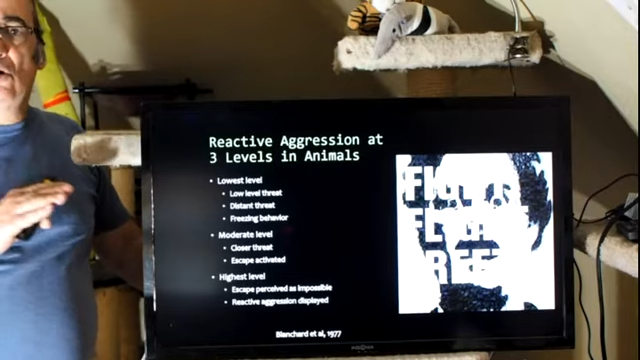 Reactive Aggression at
3 Levels in Animals
• Lowest level
• Low level threat
• Distant threat
• Freezing behavior
• Moderate level
• Closer threat
• Escape activated
• Highest level
• Escape perceived as impossible
• Reactive aggression displayed
Blanchard et al, 1977
INSIGNIA